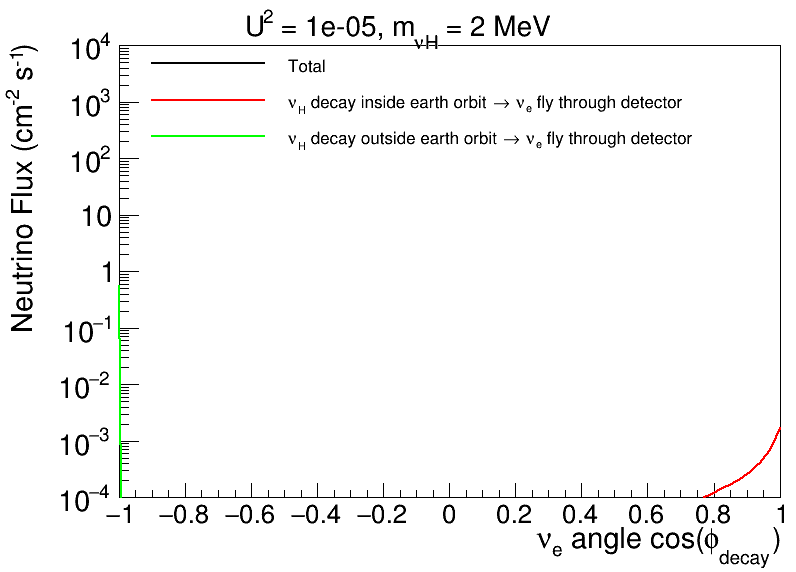 U² = 1e-05, m_νH = 2 MeV
Neutrino Flux (cm⁻² s⁻¹)
Total
ν_H decay inside earth orbit → ν_e fly through detector
ν_H decay outside earth orbit → ν_e fly through detector
10⁴
10³
10²
10
1
10⁻¹
10⁻²
10⁻³
10⁻⁴
−1 −0.8 −0.6 −0.4 −0.2 0 0.2 0.4 0.6 0.8 1
ν_e angle cos(ϕ_decay)